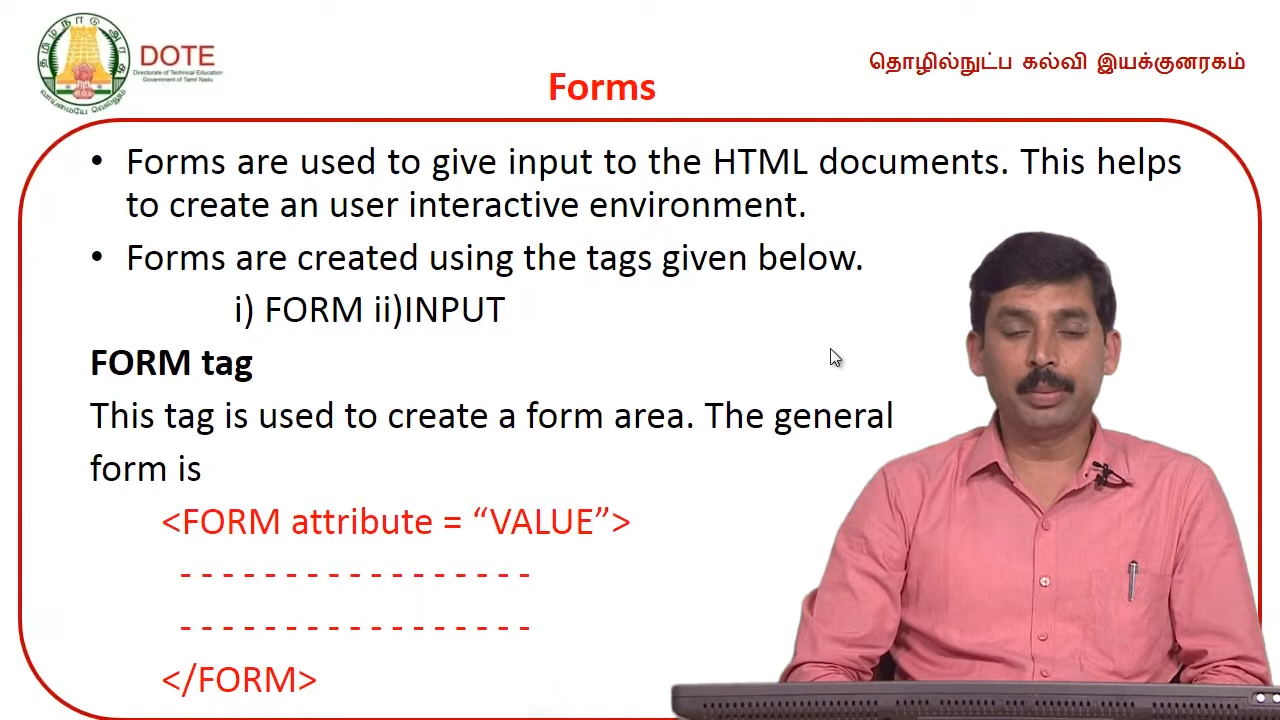 தமிழ்நாடு அரசு
வாய்மையே வெல்லும்
DOTE
Directorate of Technical Education
Government of Tamil Nadu
தொழில்நுட்ப கல்வி இயக்குனரகம்
Forms
• Forms are used to give input to the HTML documents. This helps
to create an user interactive environment.
• Forms are created using the tags given below.
i) FORM ii)INPUT
FORM tag
This tag is used to create a form area. The general
form is
<FORM attribute = “VALUE”>
- - - - - - - - - - - - - - - - -
- - - - - - - - - - - - - - - - -
</FORM>